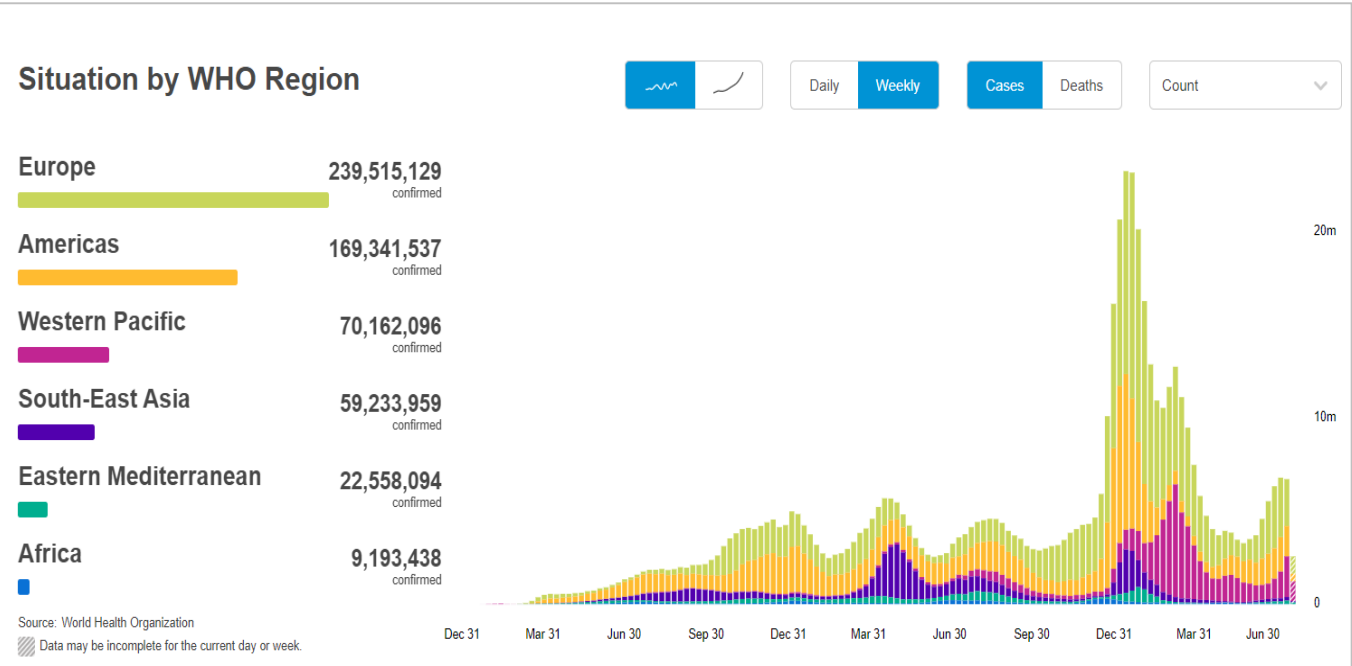 Situation by WHO Region
Daily
Weekly
Cases
Deaths
Count
Europe
239,515,129
confirmed
Americas
169,341,537
confirmed
Western Pacific
70,162,096
confirmed
South-East Asia
59,233,959
confirmed
Eastern Mediterranean
22,558,094
confirmed
Africa
9,193,438
confirmed
Source: World Health Organization
Data may be incomplete for the current day or week.
20m
10m
0
Dec 31 Mar 31 Jun 30 Sep 30 Dec 31 Mar 31 Jun 30 Sep 30 Dec 31 Mar 31 Jun 30